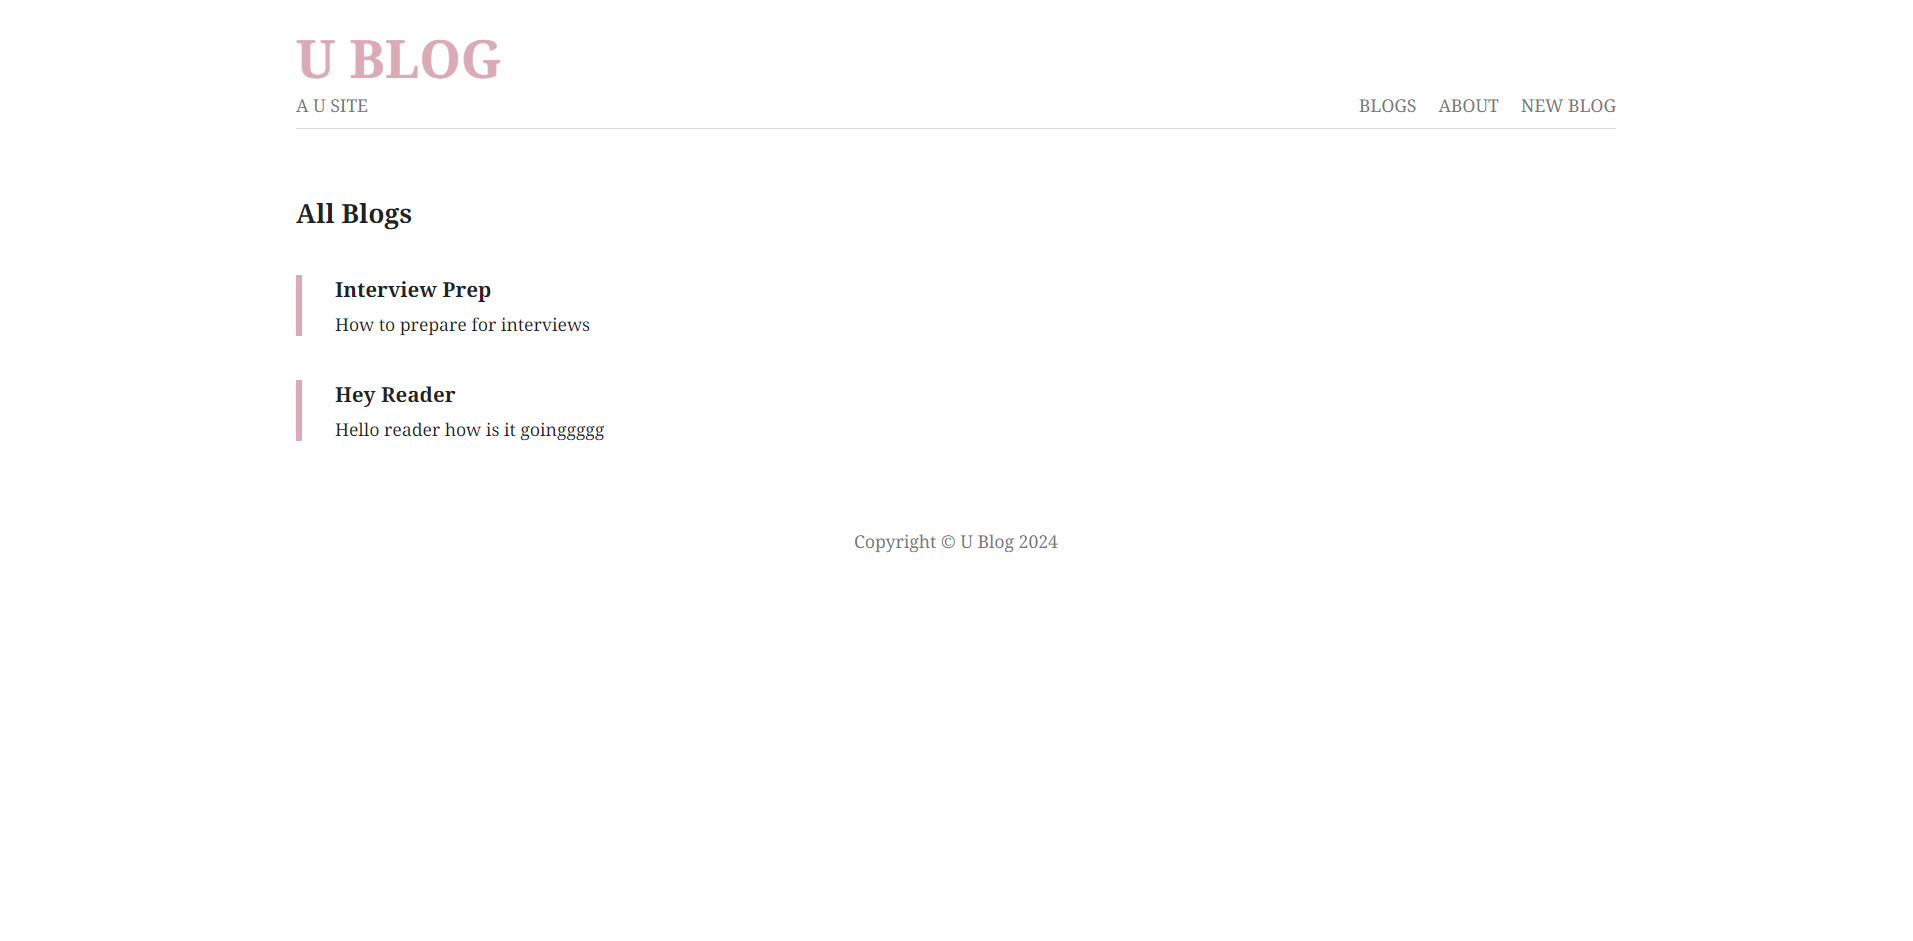 U BLOG
A U SITE
BLOGS ABOUT NEW BLOG
All Blogs
Interview Prep
How to prepare for interviews
Hey Reader
Hello reader how is it goinggggg
Copyright © U Blog 2024